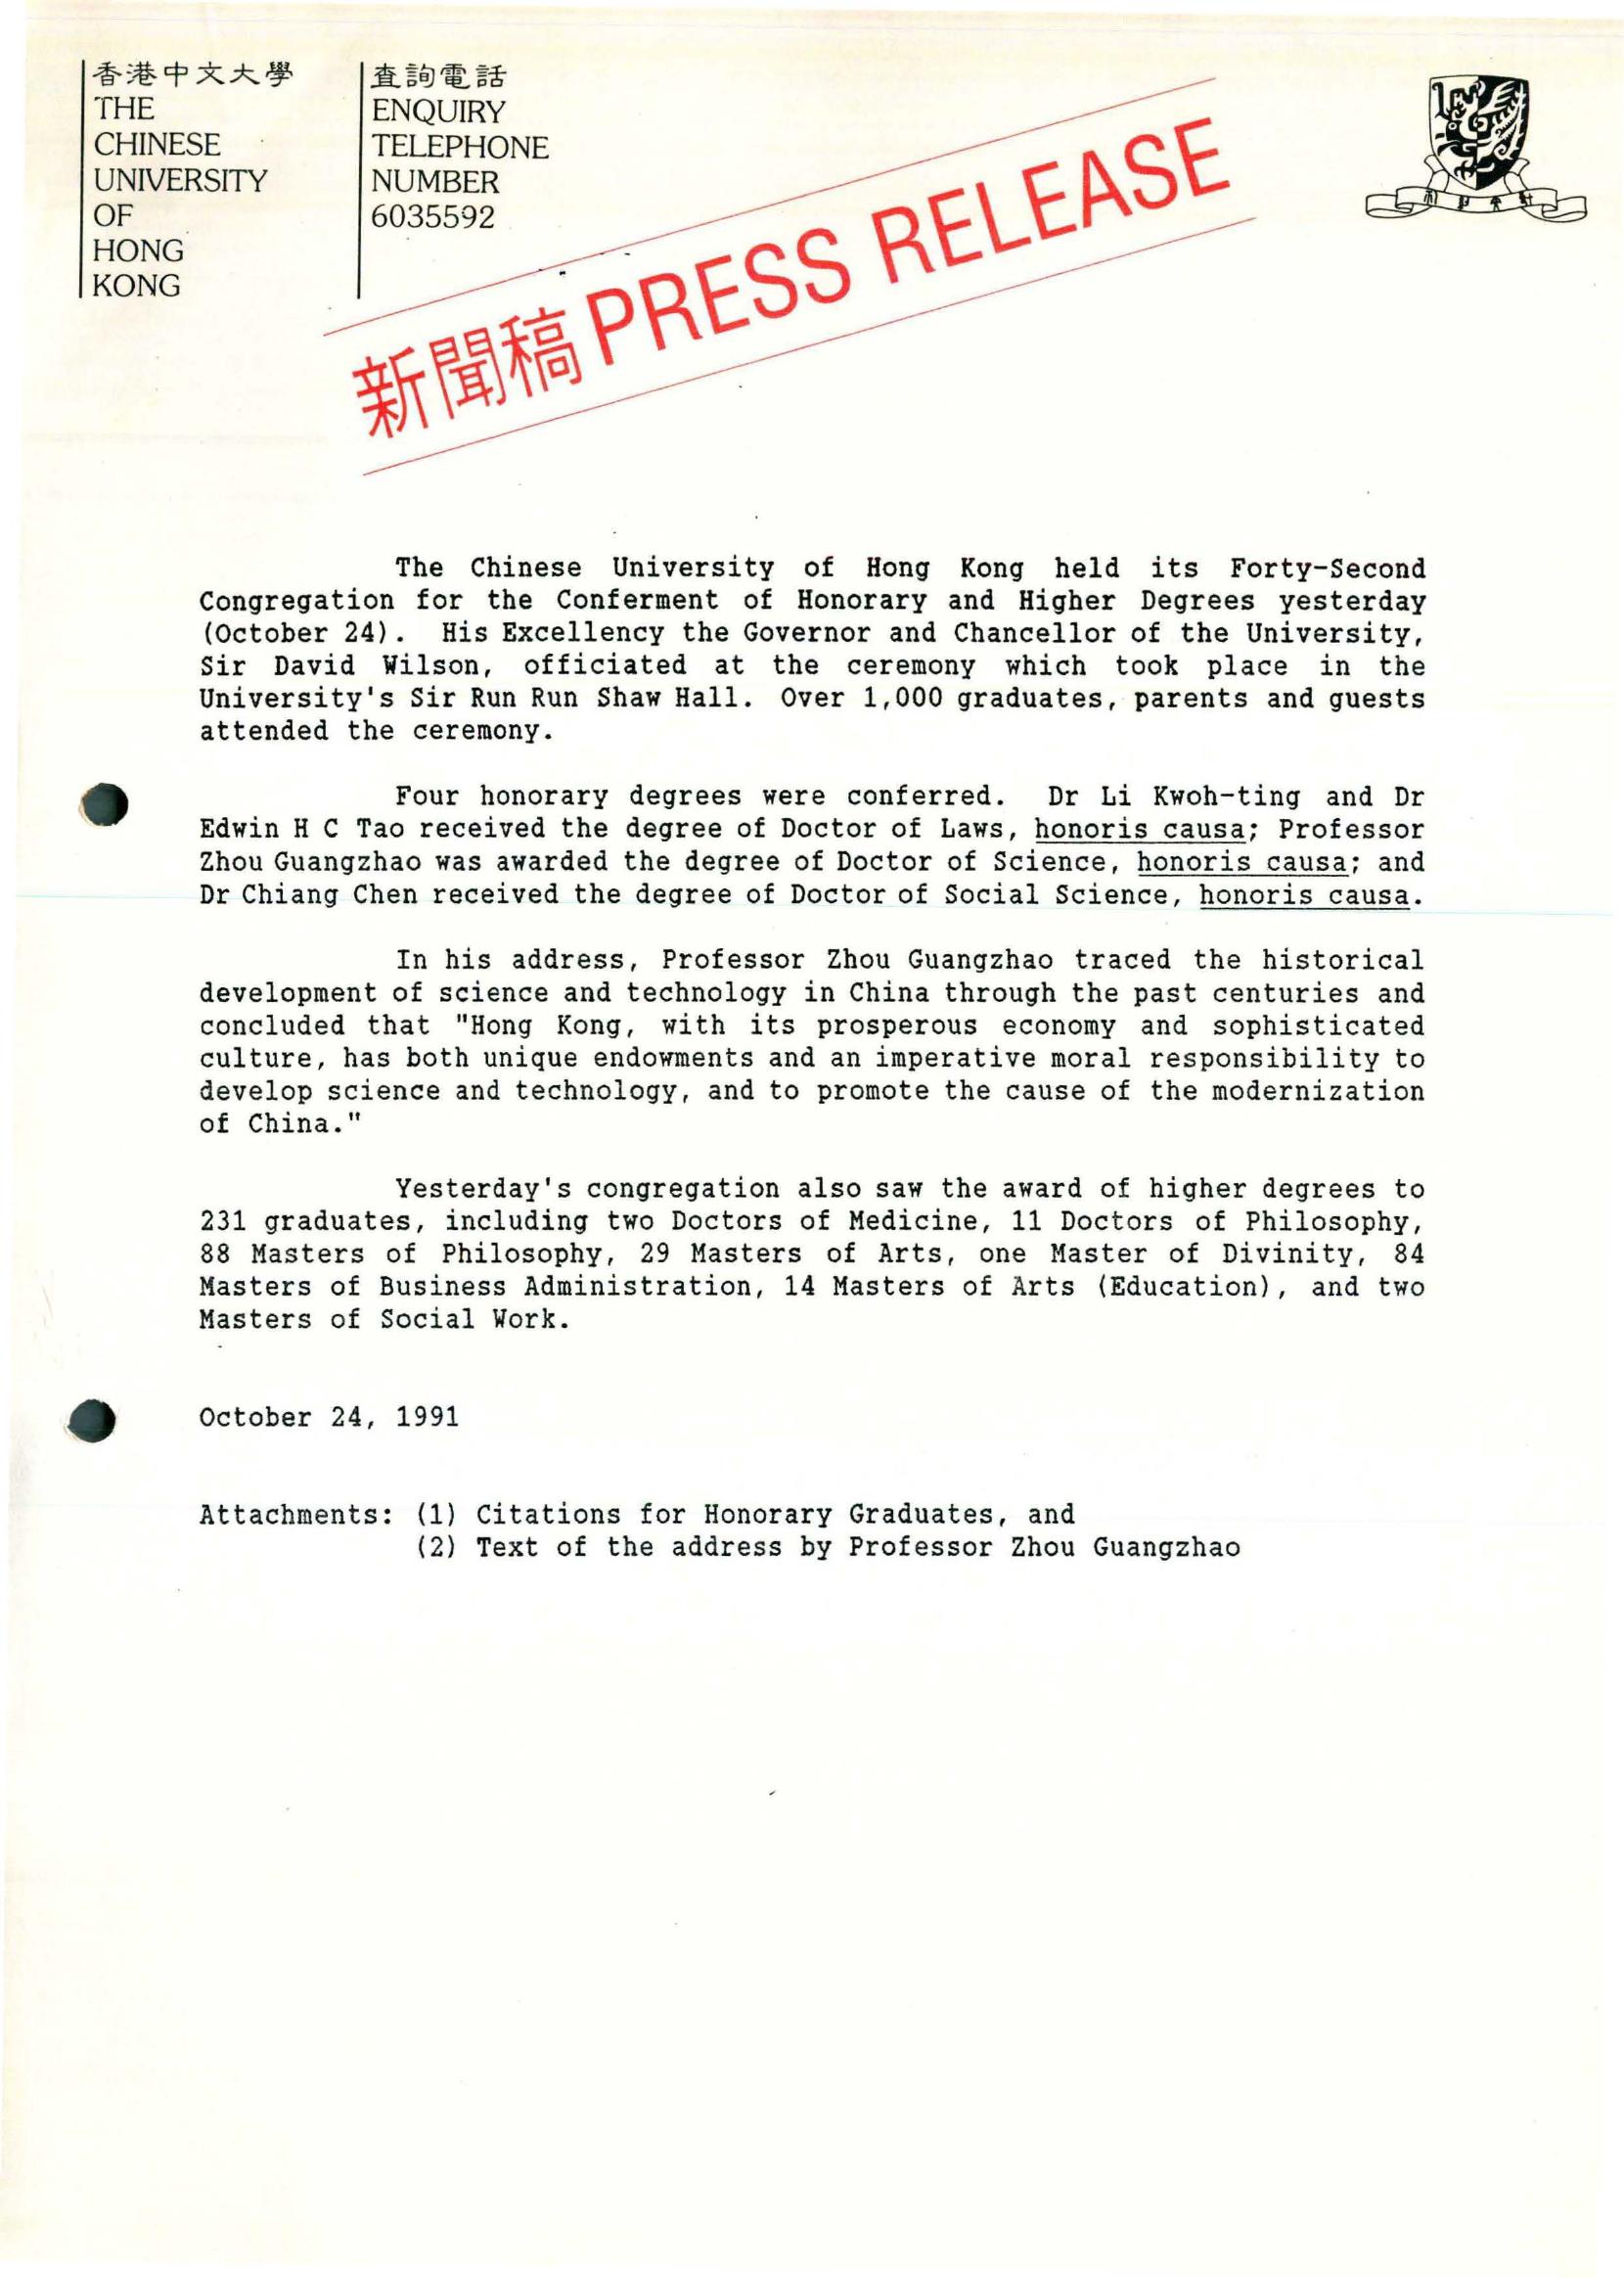 香港中文大學
THE
CHINESE
UNIVERSITY
OF
HONG
KONG
查詢電話
ENQUIRY
TELEPHONE
NUMBER
6035592
新聞稿 PRESS RELEASE
The Chinese University of Hong Kong held its Forty-Second
Congregation for the Conferment of Honorary and Higher Degrees yesterday
(October 24). His Excellency the Governor and Chancellor of the University,
Sir David Wilson, officiated at the ceremony which took place in the
University's Sir Run Run Shaw Hall. Over 1,000 graduates, parents and guests
attended the ceremony.
Four honorary degrees were conferred. Dr Li Kwoh-ting and Dr
Edwin H C Tao received the degree of Doctor of Laws, honoris causa; Professor
Zhou Guangzhao was awarded the degree of Doctor of Science, honoris causa; and
Dr Chiang Chen received the degree of Doctor of Social Science, honoris causa.
In his address, Professor Zhou Guangzhao traced the historical
development of science and technology in China through the past centuries and
concluded that "Hong Kong, with its prosperous economy and sophisticated
culture, has both unique endowments and an imperative moral responsibility to
develop science and technology, and to promote the cause of the modernization
of China."
Yesterday's congregation also saw the award of higher degrees to
231 graduates, including two Doctors of Medicine, 11 Doctors of Philosophy,
88 Masters of Philosophy, 29 Masters of Arts, one Master of Divinity, 84
Masters of Business Administration, 14 Masters of Arts (Education), and two
Masters of Social Work.
October 24, 1991
Attachments: (1) Citations for Honorary Graduates, and
(2) Text of the address by Professor Zhou Guangzhao